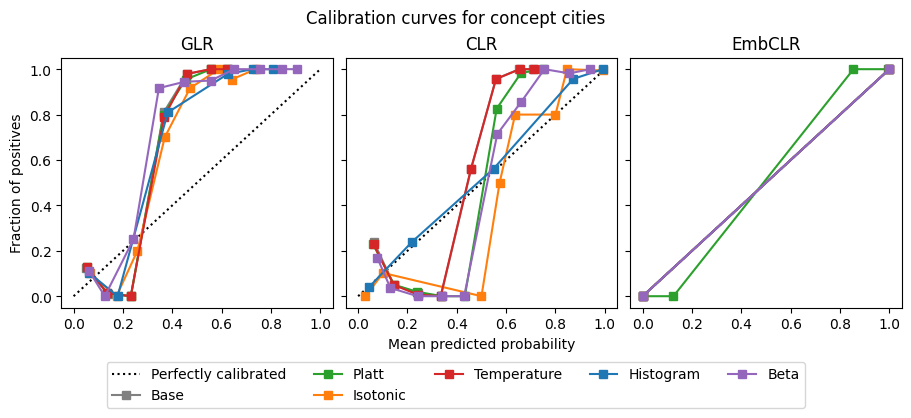 Calibration curves for concept cities
GLR
CLR
EmbCLR
Fraction of positives
1.0
0.8
0.6
0.4
0.2
0.0
0.0 0.2 0.4 0.6 0.8 1.0
0.0 0.2 0.4 0.6 0.8 1.0
0.0 0.2 0.4 0.6 0.8 1.0
Mean predicted probability
Perfectly calibrated Platt Temperature Histogram Beta
Base Isotonic